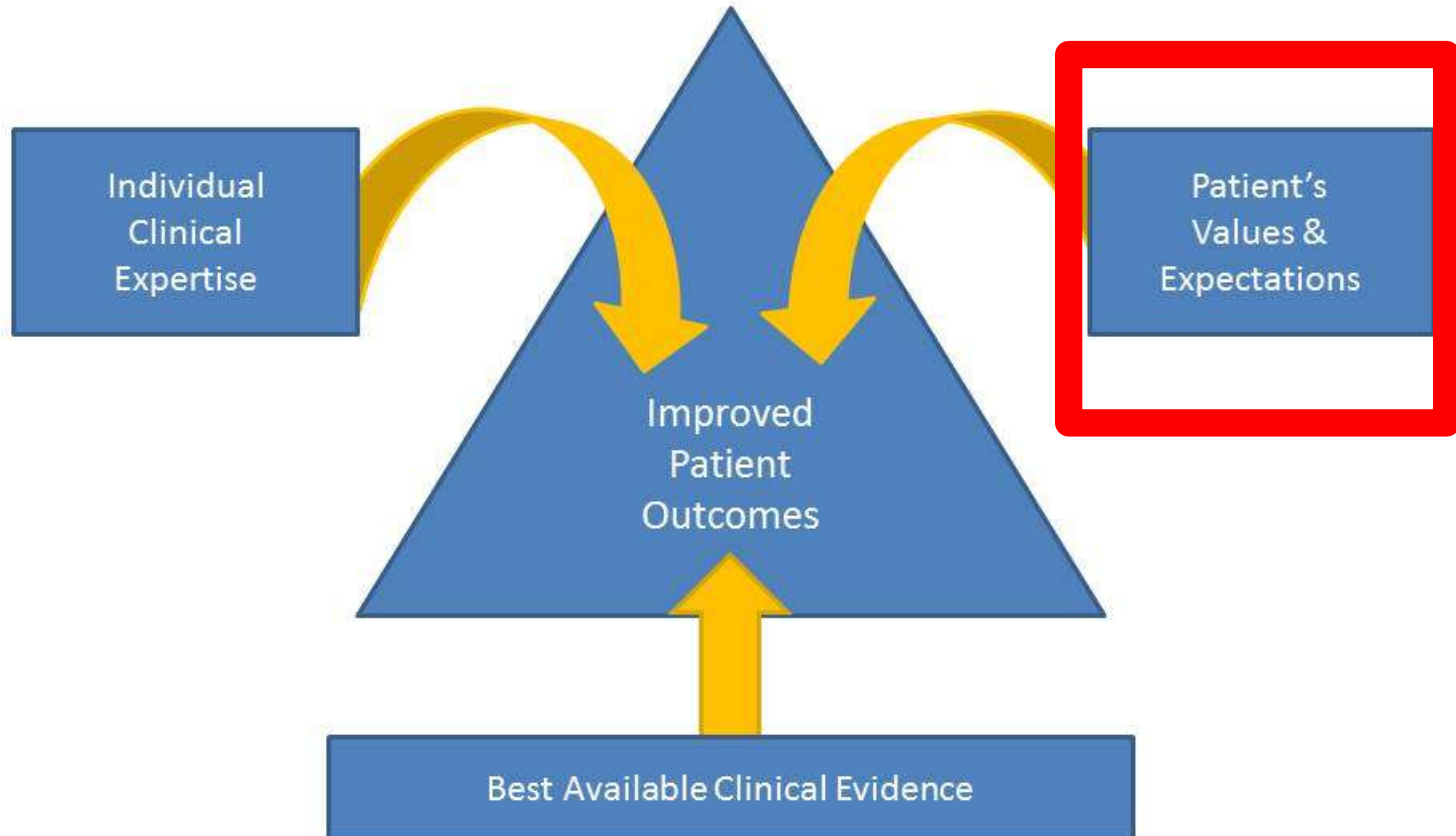 Individual
Clinical
Expertise
Patient's
Values &
Expectations
Improved
Patient
Outcomes
Best Available Clinical Evidence